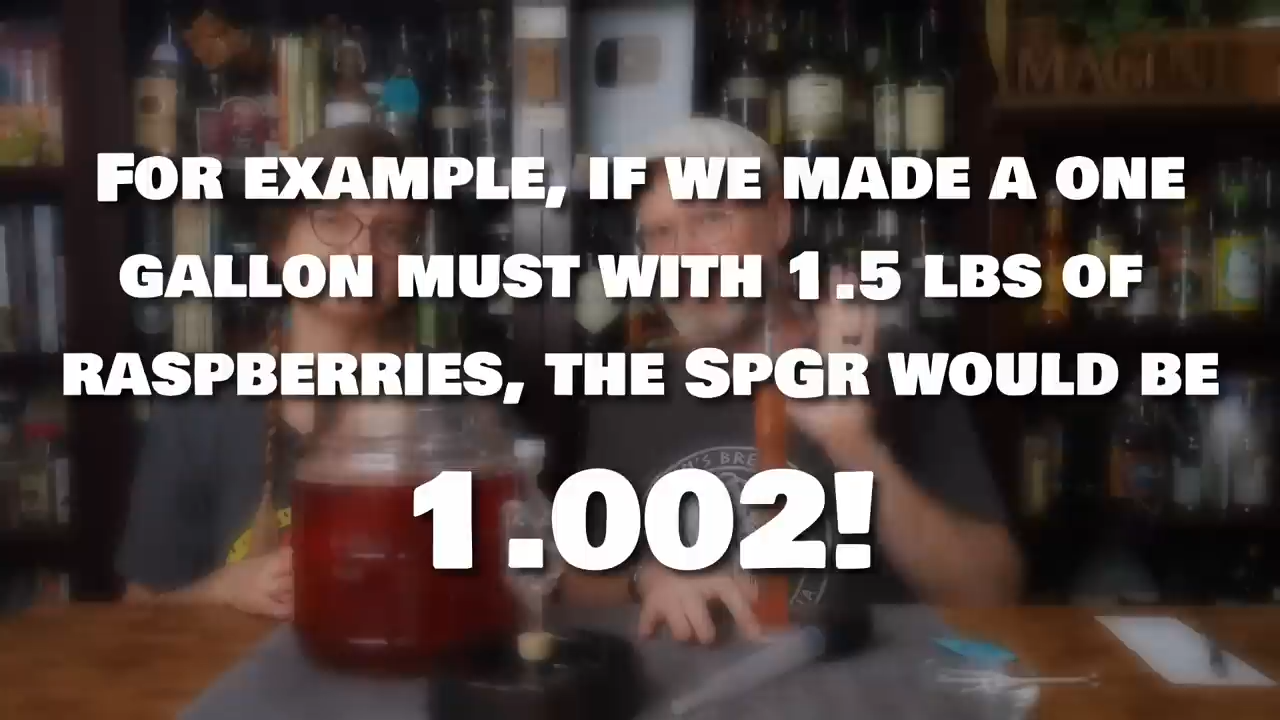 For example, if we made a one
gallon must with 1.5 lbs of
raspberries, the SpGr would be
1.002!